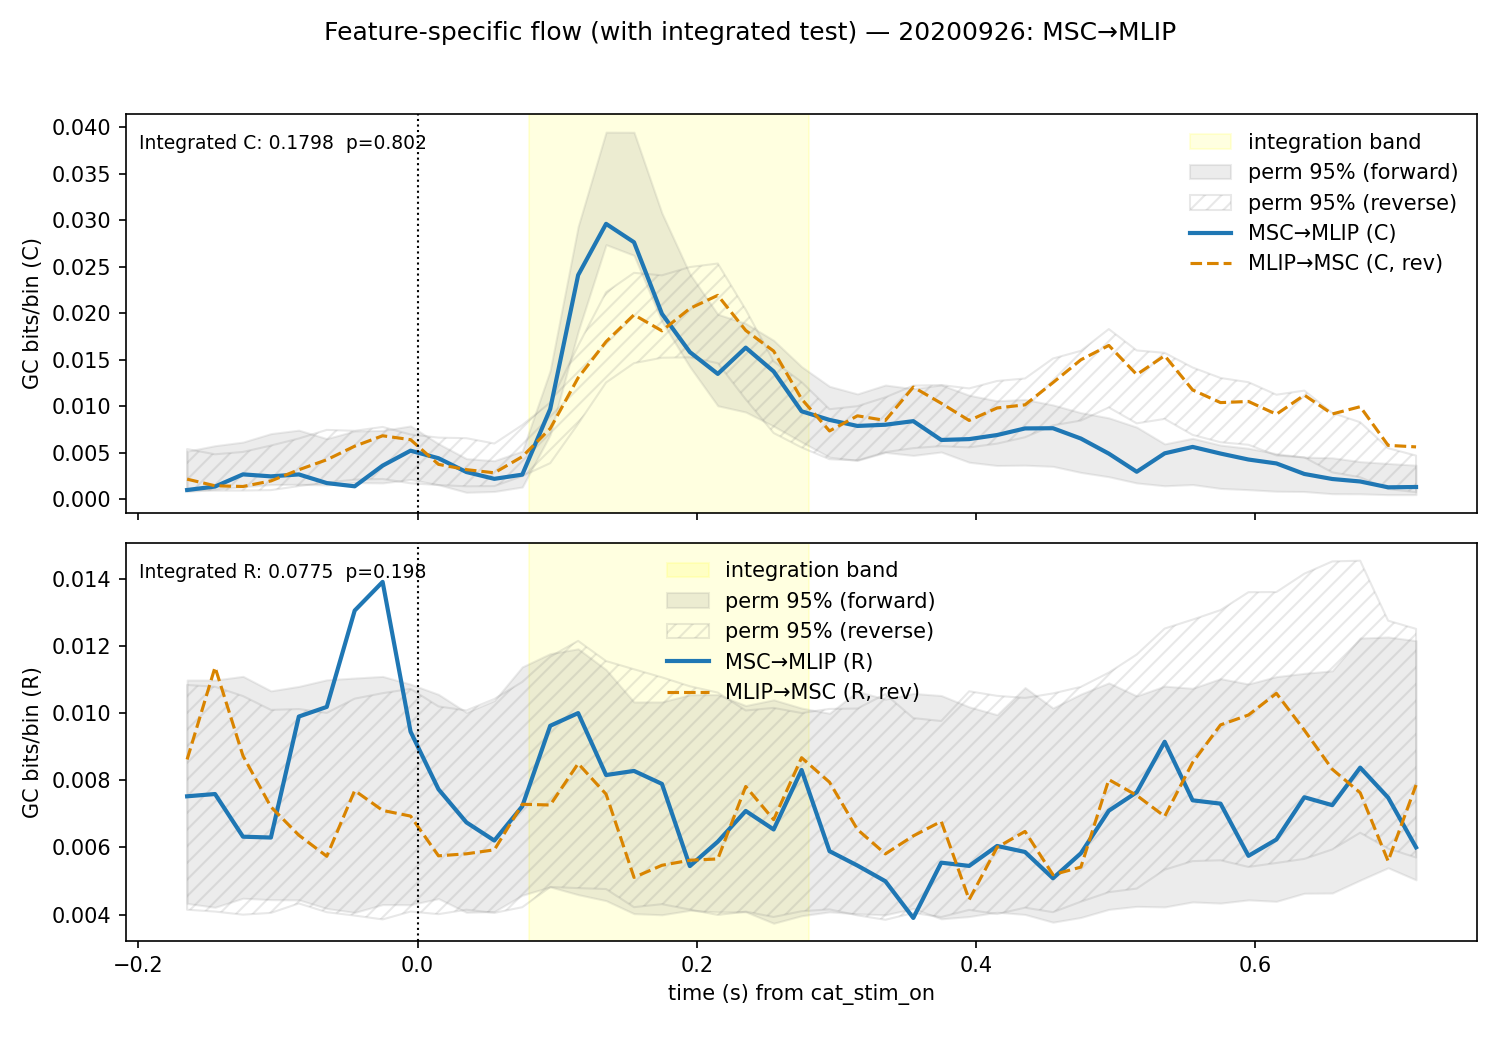 Feature-specific flow (with integrated test) — 20200926: MSC→MLIP
Integrated C: 0.1798  p=0.802
integration band
perm 95% (forward)
perm 95% (reverse)
MSC→MLIP (C)
MLIP→MSC (C, rev)
GC bits/bin (C)
0.040
0.035
0.030
0.025
0.020
0.015
0.010
0.005
0.000
Integrated R: 0.0775  p=0.198
integration band
perm 95% (forward)
perm 95% (reverse)
MSC→MLIP (R)
MLIP→MSC (R, rev)
GC bits/bin (R)
0.014
0.012
0.010
0.008
0.006
0.004
−0.2 0.0 0.2 0.4 0.6
time (s) from cat_stim_on